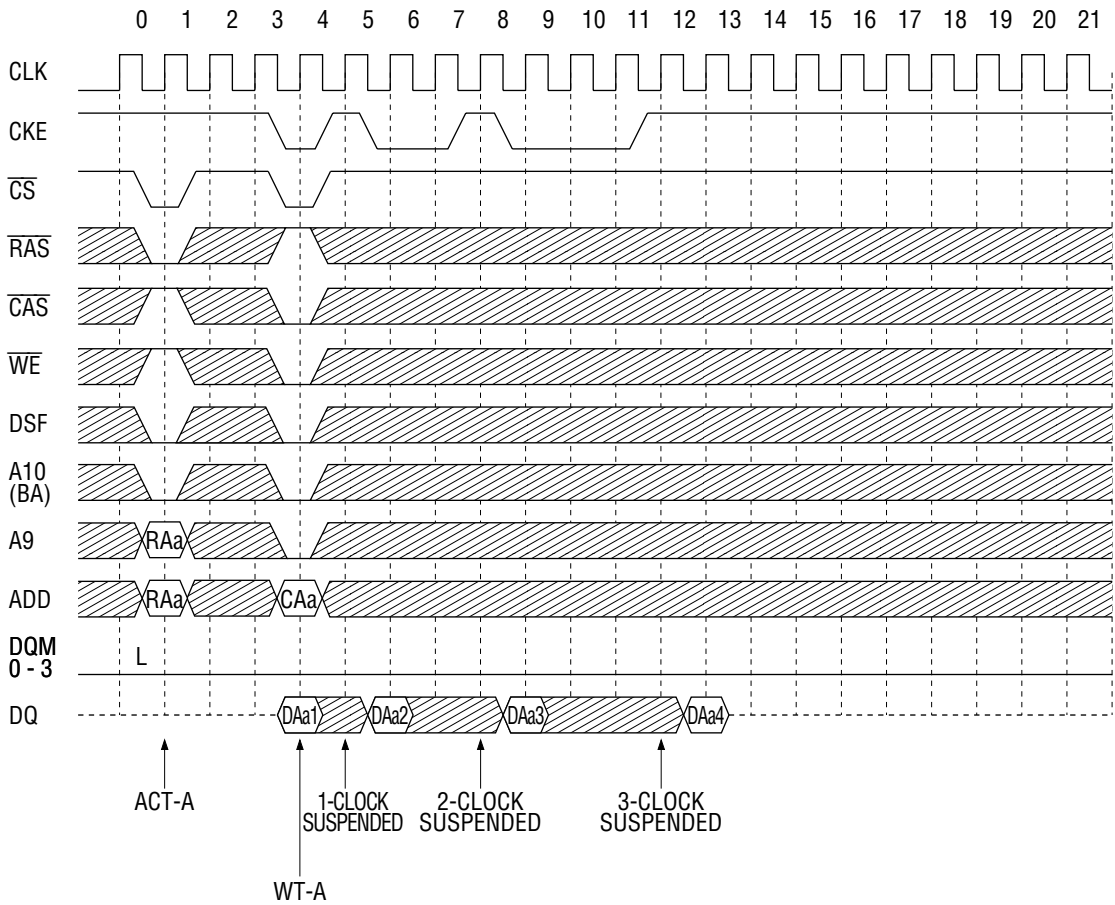 0 1 2 3 4 5 6 7 8 9 10 11 12 13 14 15 16 17 18 19 20 21
CLK
CKE
CS
RAS
CAS
WE
DSF
A10
(BA)
A9 RAa
ADD RAa CAa
DQM
0 - 3 L
DQ DAa1 DAa2 DAa3 DAa4
ACT-A
1-CLOCK
SUSPENDED
2-CLOCK
SUSPENDED
3-CLOCK
SUSPENDED
WT-A